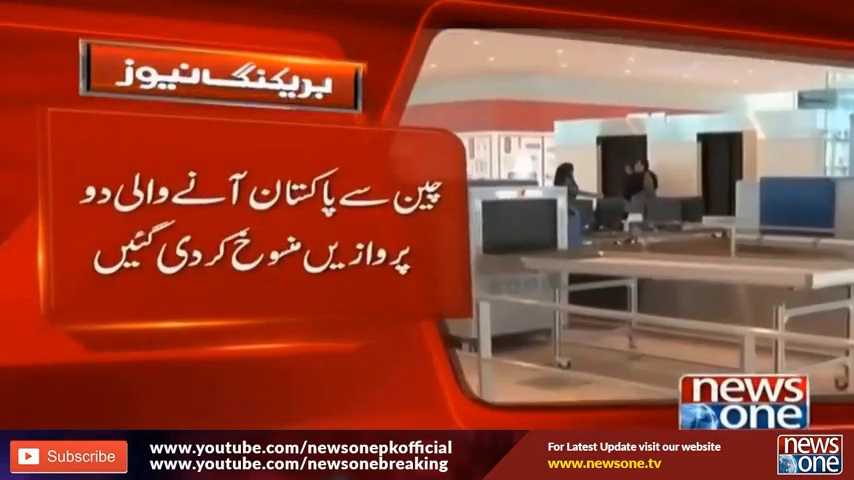 بریکنگ نیوز
چین سے پاکستان آنے والی دو
پروازیں منسوخ کر دی گئیں
news
one
Subscribe
www.youtube.com/newsonepkofficial
www.youtube.com/newsonebreaking
For Latest Update visit our website
www.newsone.tv
news
one